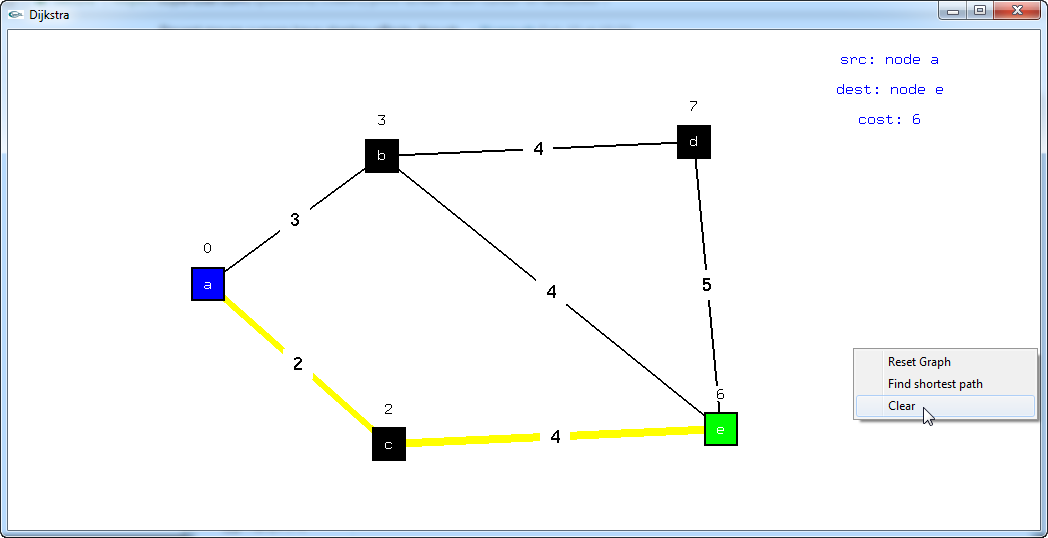 Dijkstra
src: node a
dest: node e
cost: 6
7
3
d
4
b
3
0
a
5
4
2
Reset Graph
Find shortest path
6
Clear
2
e
4
c